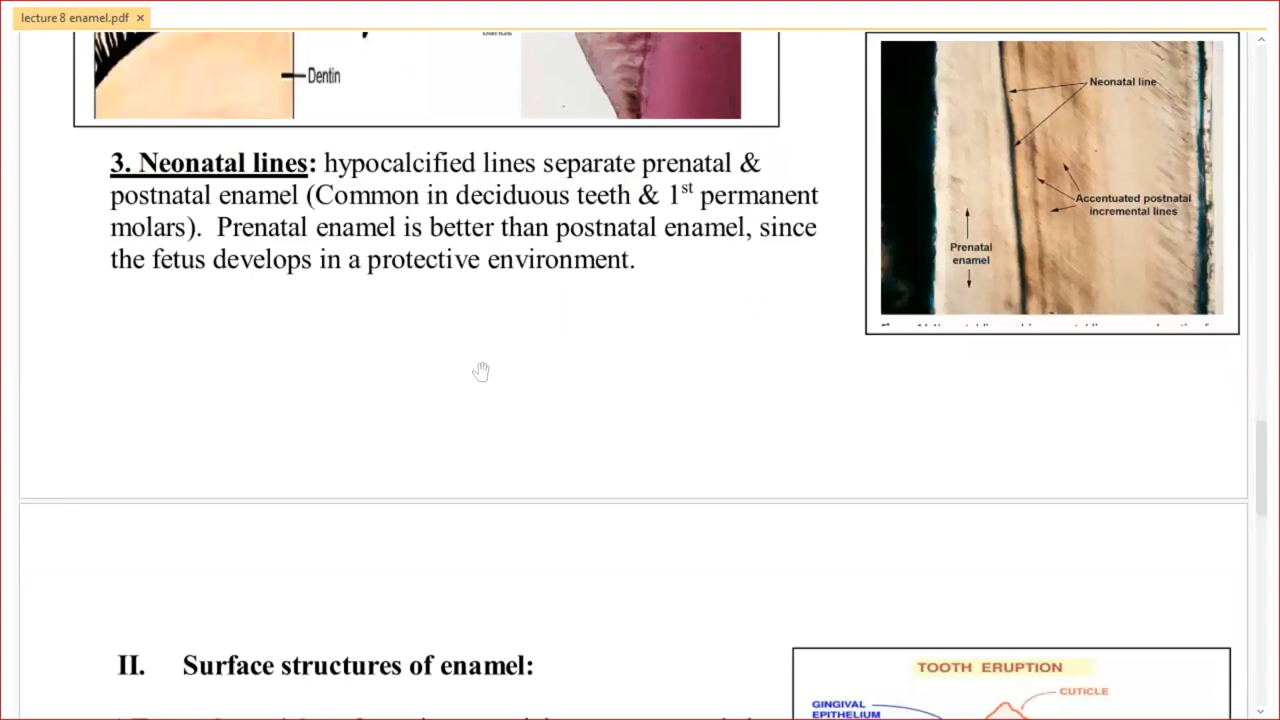 lecture 8 enamel.pdf ×
Dentin
3. Neonatal lines: hypocalcified lines separate prenatal &
postnatal enamel (Common in deciduous teeth & 1st permanent
molars). Prenatal enamel is better than postnatal enamel, since
the fetus develops in a protective environment.
Neonatal line
Accentuated postnatal
incremental lines
Prenatal
enamel
II. Surface structures of enamel:
TOOTH ERUPTION
CUTICLE
GINGIVAL
EPITHELIUM